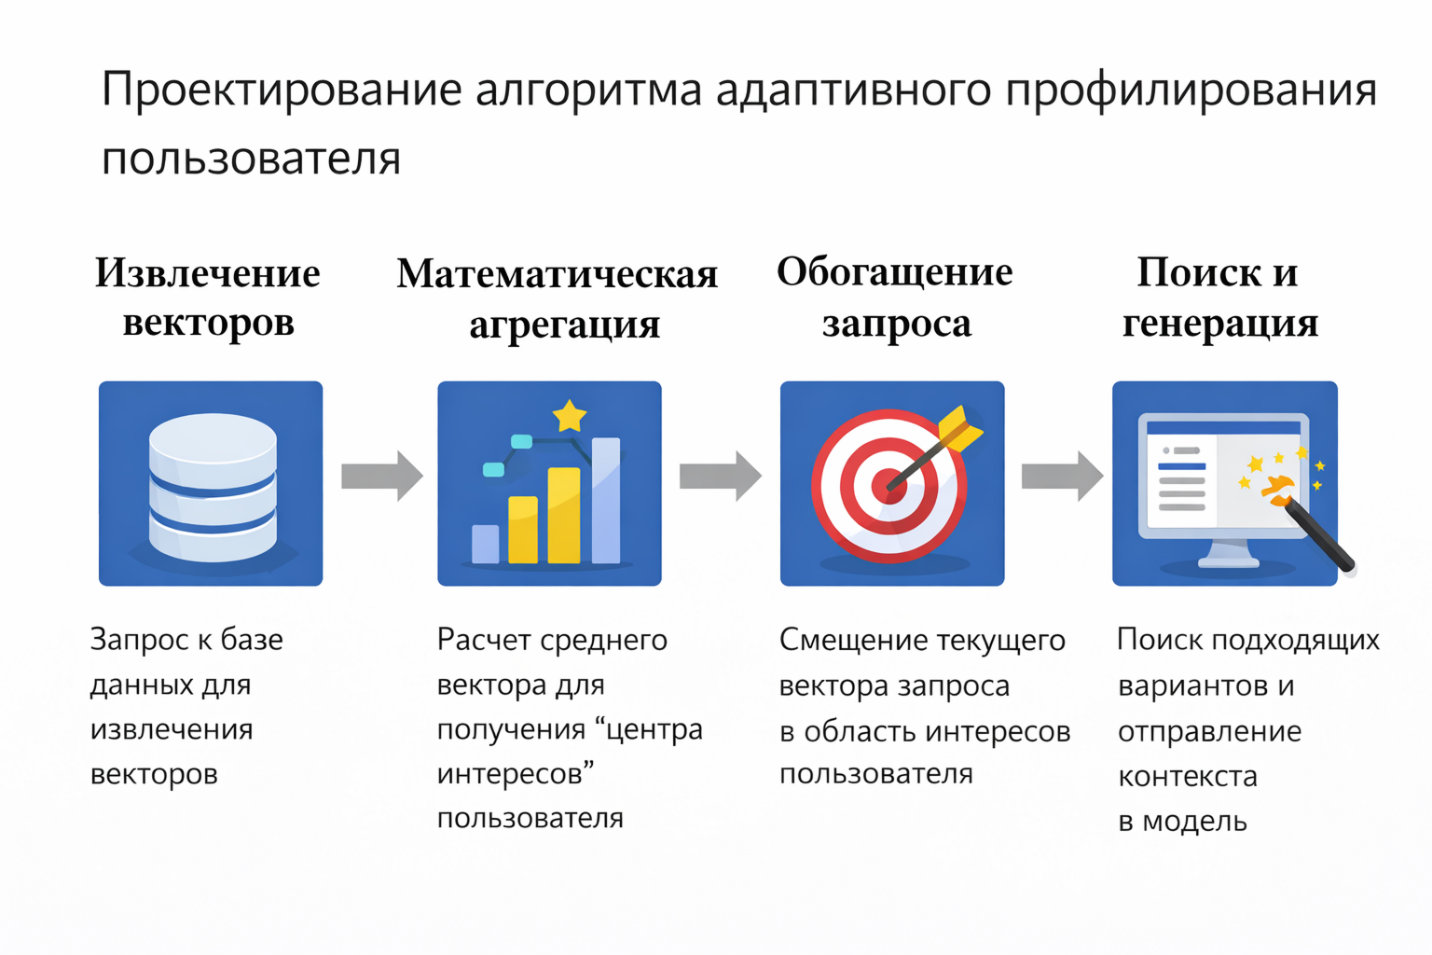 Проектирование алгоритма адаптивного профилирования
пользователя
Извлечение
векторов
Запрос к базе
данных для
извлечения
векторов
Математическая
агрегация
Расчет среднего
вектора для
получения “центра
интересов”
пользователя
Обогащение
запроса
Смещение текущего
вектора запроса
в область интересов
пользователя
Поиск и
генерация
Поиск подходящих
вариантов и
отправление
контекста
в модель